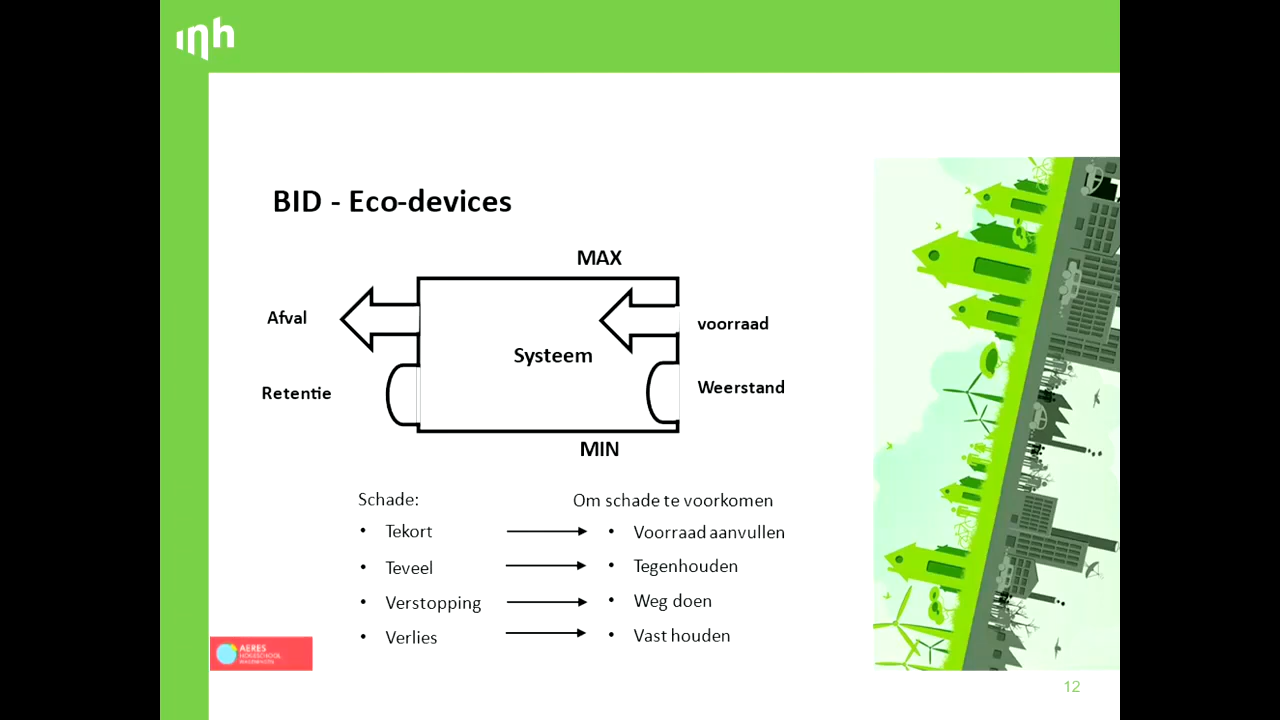 inh
BID - Eco-devices
MAX
Afval
voorraad
Systeem
Retentie
Weerstand
MIN
Schade:
Om schade te voorkomen
• Tekort
• Voorraad aanvullen
• Teveel
• Tegenhouden
• Verstopping
• Weg doen
• Verlies
• Vast houden
AERES
HOGESCHOOL
WAGENINGEN
12